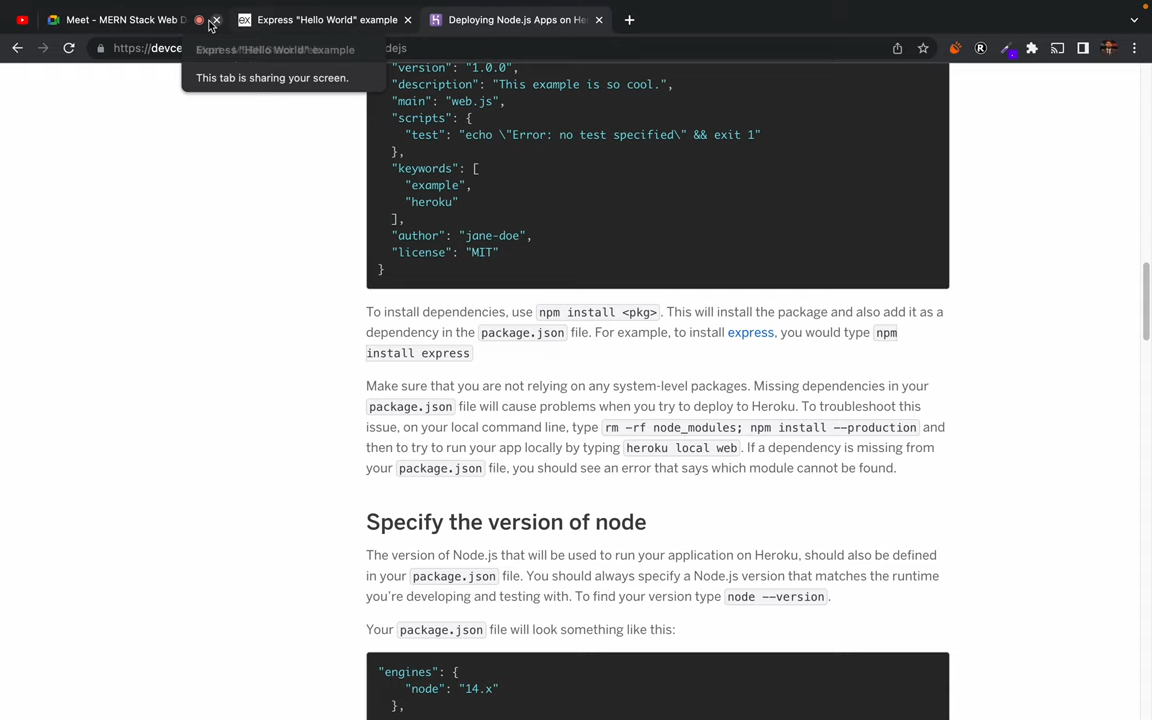 Meet - MERN Stack Web D
Express "Hello World" example
Deploying Node.js Apps on He
https://devce
dejs
This tab is sharing your screen.
"version": "1.0.0",
"description": "This example is so cool.",
"main": "web.js",
"scripts": {
"test": "echo \"Error: no test specified\" && exit 1"
},
"keywords": [
"example",
"heroku"
],
"author": "jane-doe",
"license": "MIT"
}
To install dependencies, use npm install <pkg>. This will install the package and also add it as a
dependency in the package.json file. For example, to install express, you would type npm
install express
Make sure that you are not relying on any system-level packages. Missing dependencies in your
package.json file will cause problems when you try to deploy to Heroku. To troubleshoot this
issue, on your local command line, type rm -rf node_modules; npm install --production and
then to try to run your app locally by typing heroku local web. If a dependency is missing from
your package.json file, you should see an error that says which module cannot be found.
Specify the version of node
The version of Node.js that will be used to run your application on Heroku, should also be defined
in your package.json file. You should always specify a Node.js version that matches the runtime
you're developing and testing with. To find your version type node --version.
Your package.json file will look something like this:
"engines": {
"node": "14.x"
},